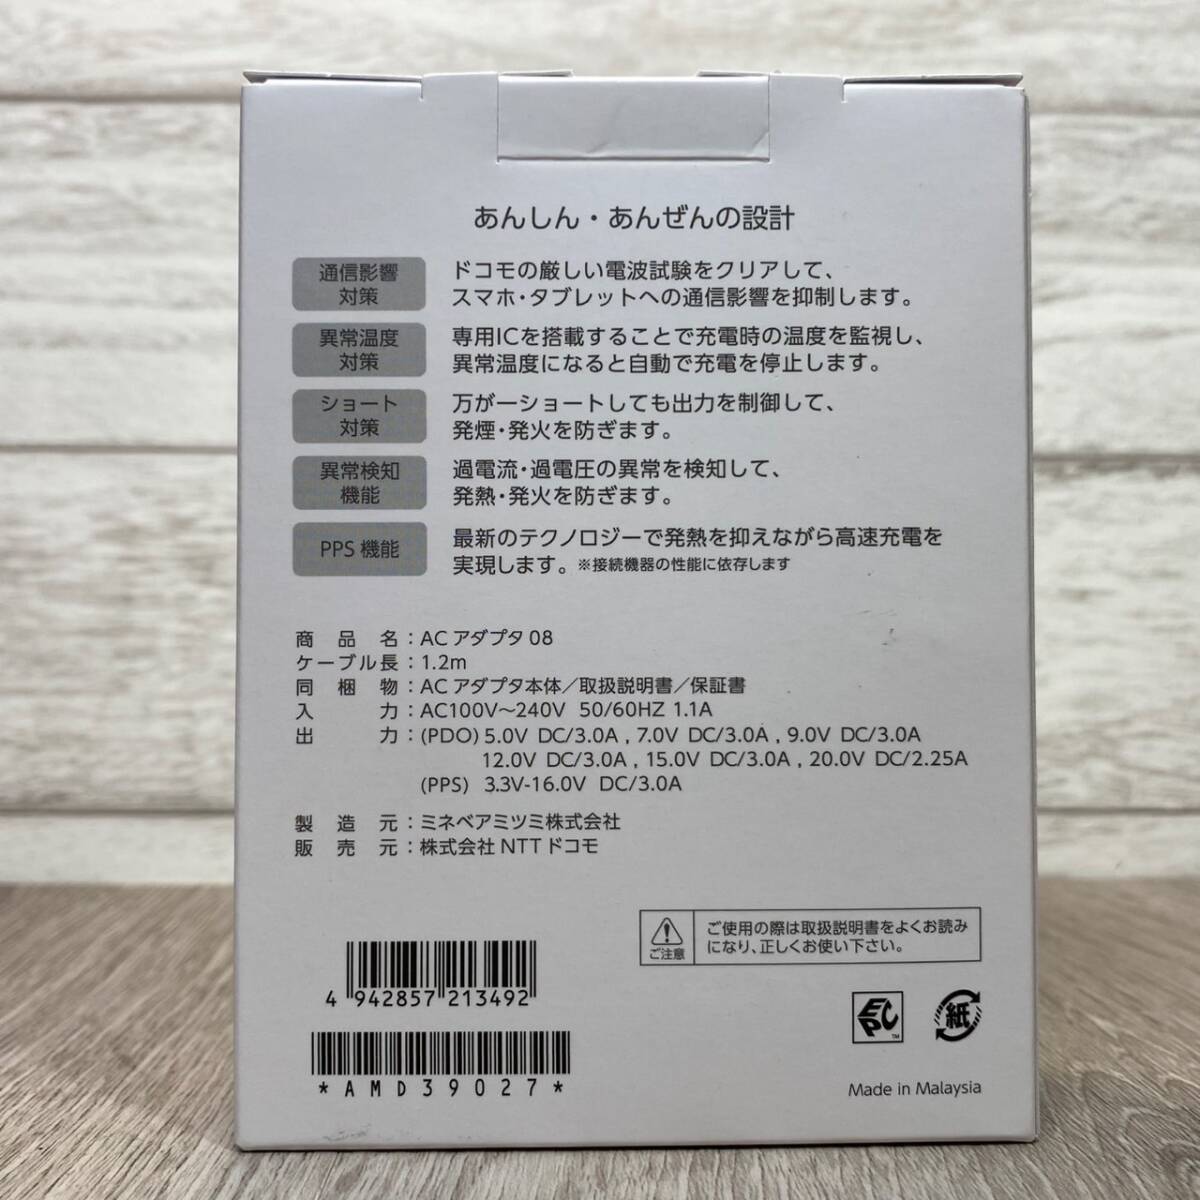 あんしん・あんぜんの設計
通信影響
対策
ドコモの厳しい電波試験をクリアして、
スマホ・タブレットへの通信影響を抑制します。
異常温度
対策
専用ICを搭載することで充電時の温度を監視し、
異常温度になると自動で充電を停止します。
ショート
対策
万が一ショートしても出力を制御して、
発煙・発火を防ぎます。
異常検知
機能
過電流・過電圧の異常を検知して、
発熱・発火を防ぎます。
PPS 機能
最新のテクノロジーで発熱を抑えながら高速充電を
実現します。※接続機器の性能に依存します
商品名：AC アダプタ 08
ケーブル長：1.2m
同梱物：AC アダプタ本体／取扱説明書／保証書
入力：AC100V～240V 50/60HZ 1.1A
出力：(PDO) 5.0V DC/3.0A , 7.0V DC/3.0A , 9.0V DC/3.0A
12.0V DC/3.0A , 15.0V DC/3.0A , 20.0V DC/2.25A
(PPS) 3.3V-16.0V DC/3.0A
製造元：ミネベアミツミ株式会社
販売元：株式会社 NTT ドコモ
ご注意
ご使用の際は取扱説明書をよくお読み
になり、正しくお使い下さい。
4 942857 213492
*AMD39027*
EPC TM
紙
Made in Malaysia